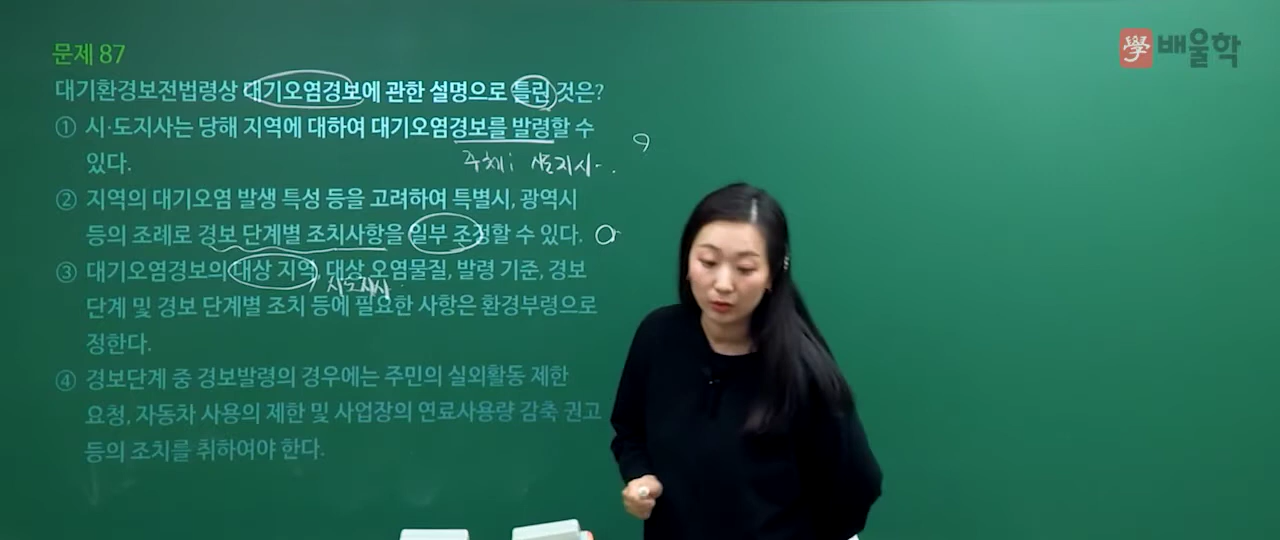 學 배울학
문제 87
대기환경보전법령상 대기오염경보에 관한 설명으로 틀린 것은?
① 시·도지사는 당해 지역에 대하여 대기오염경보를 발령할 수
있다.
주체; 시도지사
② 지역의 대기오염 발생 특성 등을 고려하여 특별시, 광역시
등의 조례로 경보 단계별 조치사항을 일부 조정할 수 있다.
③ 대기오염경보의 대상 지역, 대상 오염물질, 발령 기준, 경보
시도지사
단계 및 경보 단계별 조치 등에 필요한 사항은 환경부령으로
정한다.
④ 경보단계 중 경보발령의 경우에는 주민의 실외활동 제한
요청, 자동차 사용의 제한 및 사업장의 연료사용량 감축 권고
등의 조치를 취하여야 한다.